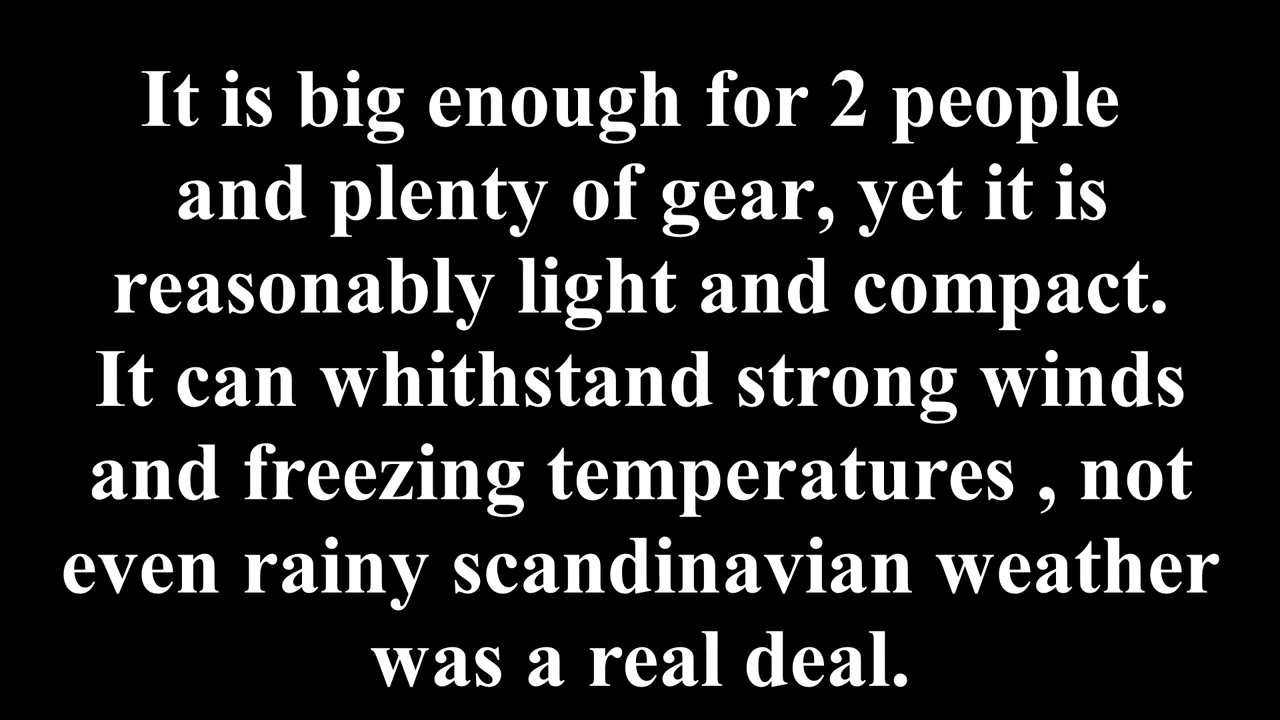 It is big enough for 2 people
and plenty of gear, yet it is
reasonably light and compact.
It can whithstand strong winds
and freezing temperatures , not
even rainy scandinavian weather
was a real deal.